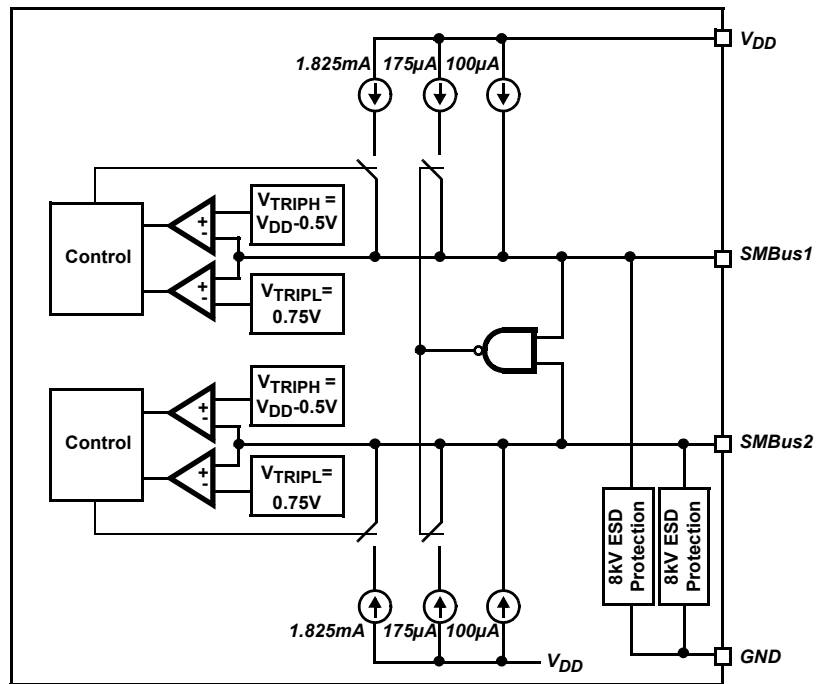 V_DD
1.825mA 175µA 100µA
V_TRIPH =
V_DD-0.5V
+
-
Control
SMBus1
+
-
V_TRIPL=
0.75V
V_TRIPH =
V_DD-0.5V
+
-
Control
SMBus2
+
-
V_TRIPL=
0.75V
8kV ESD
Protection
8kV ESD
Protection
1.825mA 175µA 100µA
V_DD
GND